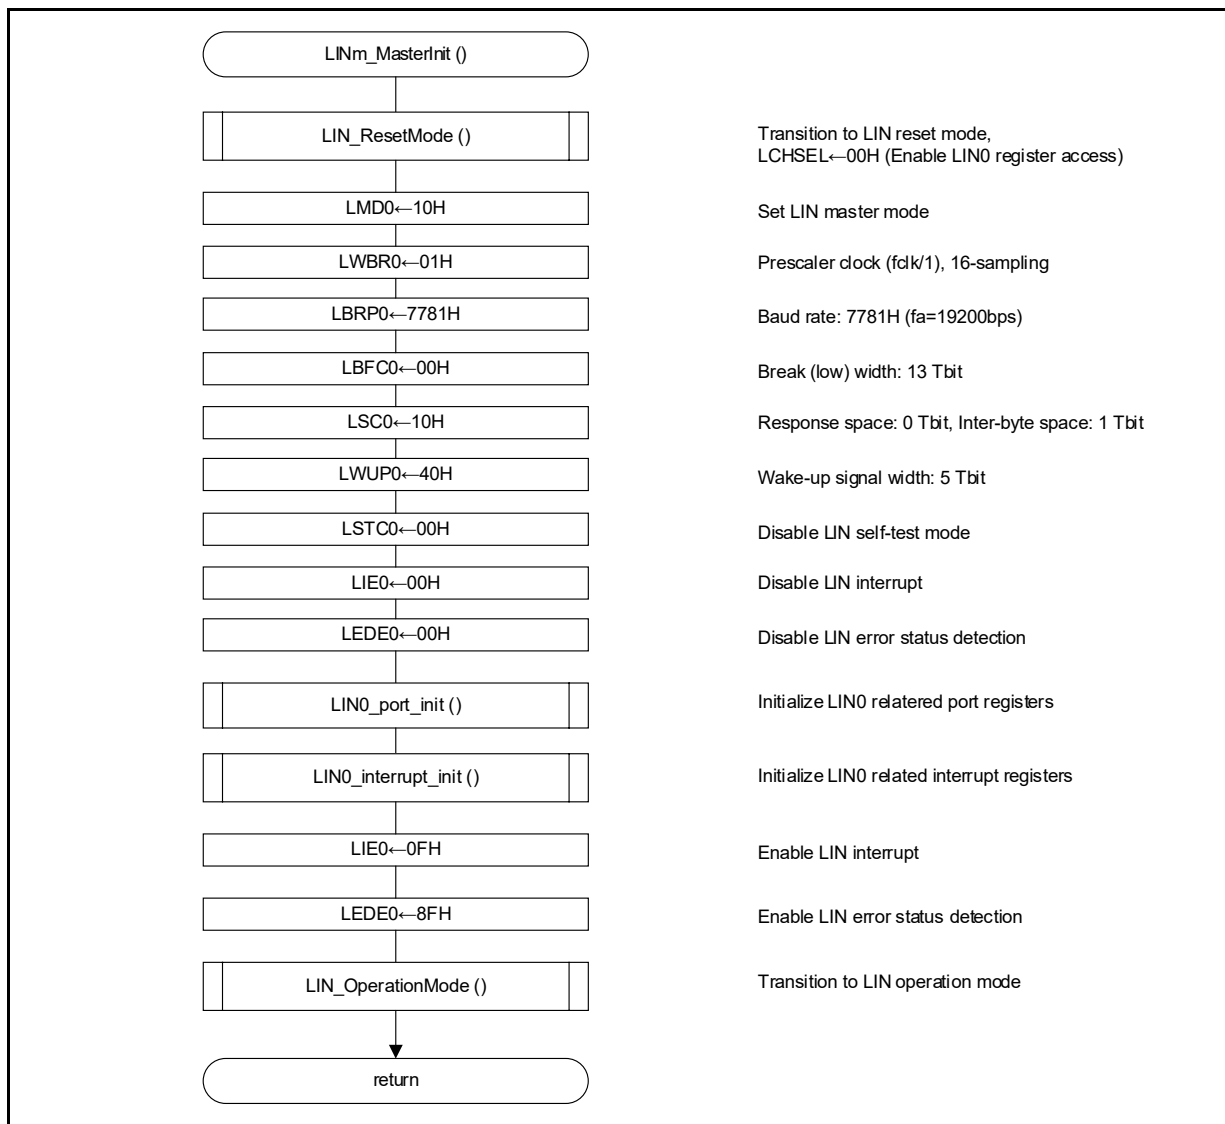 LINm_MasterInit ()
LIN_ResetMode ()
Transition to LIN reset mode,
LCHSEL←00H (Enable LIN0 register access)
LMD0←10H
Set LIN master mode
LWBR0←01H
Prescaler clock (fclk/1), 16-sampling
LBRP0←7781H
Baud rate: 7781H (fa=19200bps)
LBFC0←00H
Break (low) width: 13 Tbit
LSC0←10H
Response space: 0 Tbit, Inter-byte space: 1 Tbit
LWUP0←40H
Wake-up signal width: 5 Tbit
LSTC0←00H
Disable LIN self-test mode
LIE0←00H
Disable LIN interrupt
LEDE0←00H
Disable LIN error status detection
LIN0_port_init ()
Initialize LIN0 relatered port registers
LIN0_interrupt_init ()
Initialize LIN0 related interrupt registers
LIE0←0FH
Enable LIN interrupt
LEDE0←8FH
Enable LIN error status detection
LIN_OperationMode ()
Transition to LIN operation mode
return